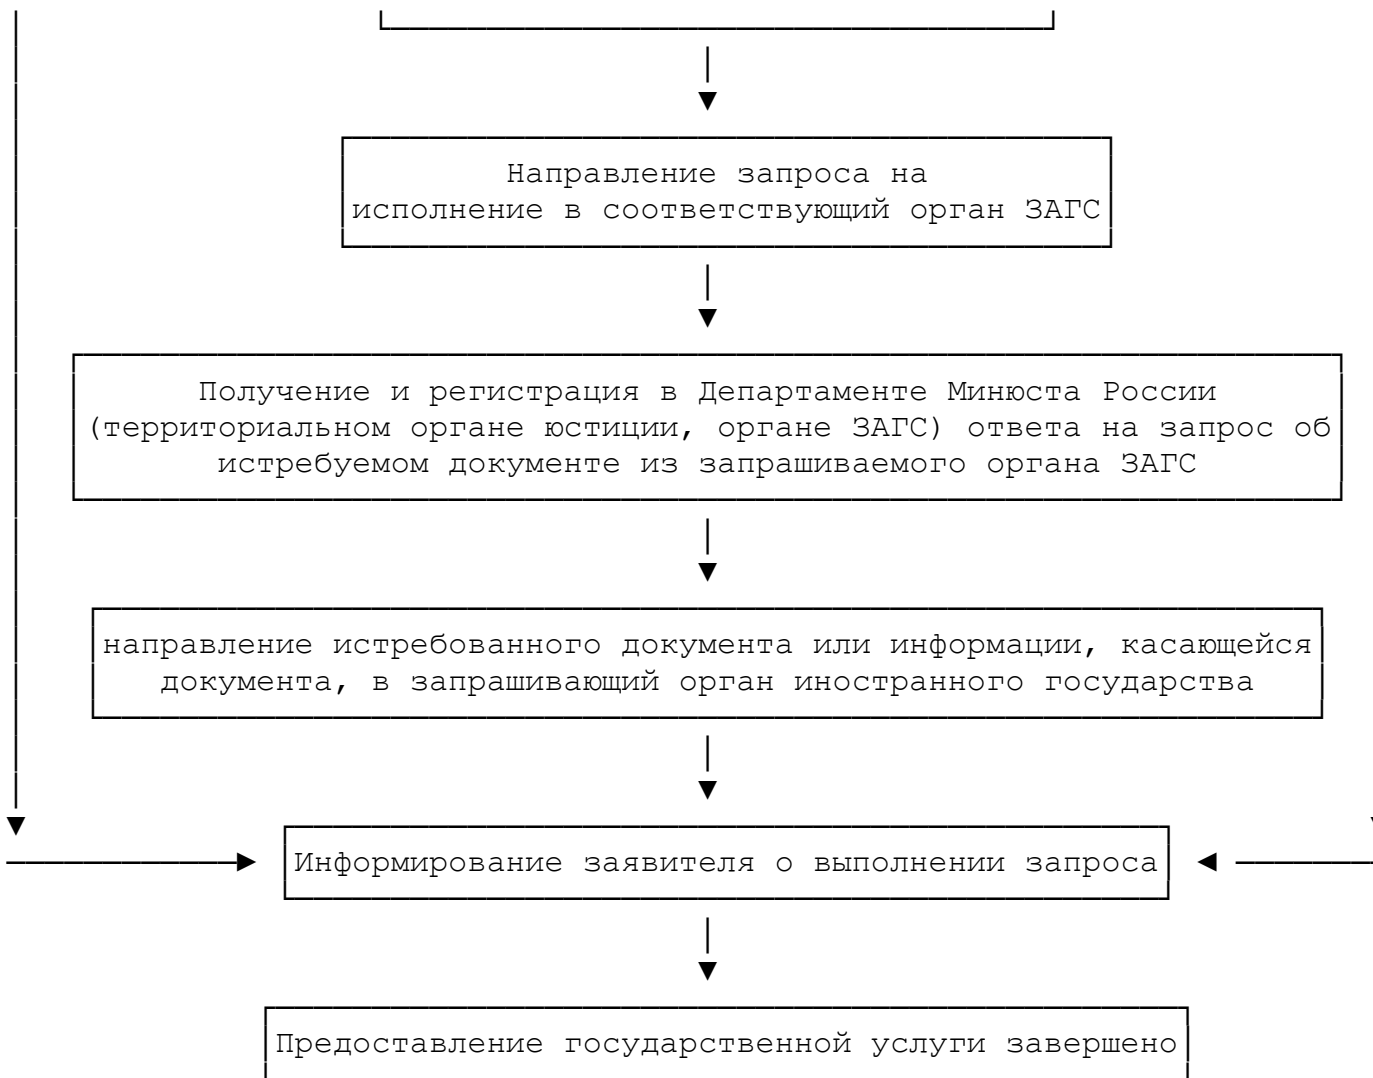 Направление запроса на
исполнение в соответствующий орган ЗАГС
Получение и регистрация в Департаменте Минюста России
(территориальном органе юстиции, органе ЗАГС) ответа на запрос об
истребуемом документе из запрашиваемого органа ЗАГС
направление истребованного документа или информации, касающейся
документа, в запрашивающий орган иностранного государства
Информирование заявителя о выполнении запроса
Предоставление государственной услуги завершено